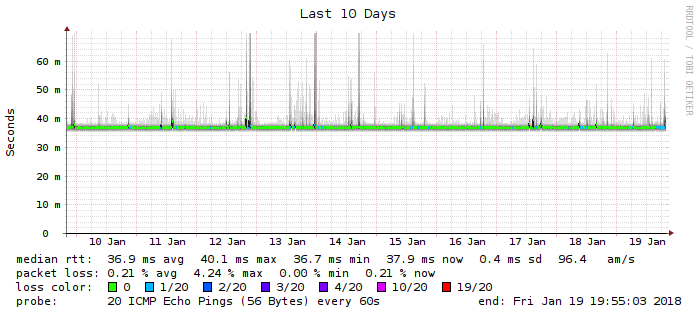 Last 10 Days
RRDTOOL / TOBI OETIKER
Seconds
60 m
50 m
40 m
30 m
20 m
10 m
0
10 Jan 11 Jan 12 Jan 13 Jan 14 Jan 15 Jan 16 Jan 17 Jan 18 Jan 19 Jan
median rtt: 36.9 ms avg 40.1 ms max 36.7 ms min 37.9 ms now 0.4 ms sd 96.4 am/s
packet loss: 0.21 % avg 4.24 % max 0.00 % min 0.21 % now
loss color: 0 1/20 2/20 3/20 4/20 10/20 19/20
probe: 20 ICMP Echo Pings (56 Bytes) every 60s end: Fri Jan 19 19:55:03 2018